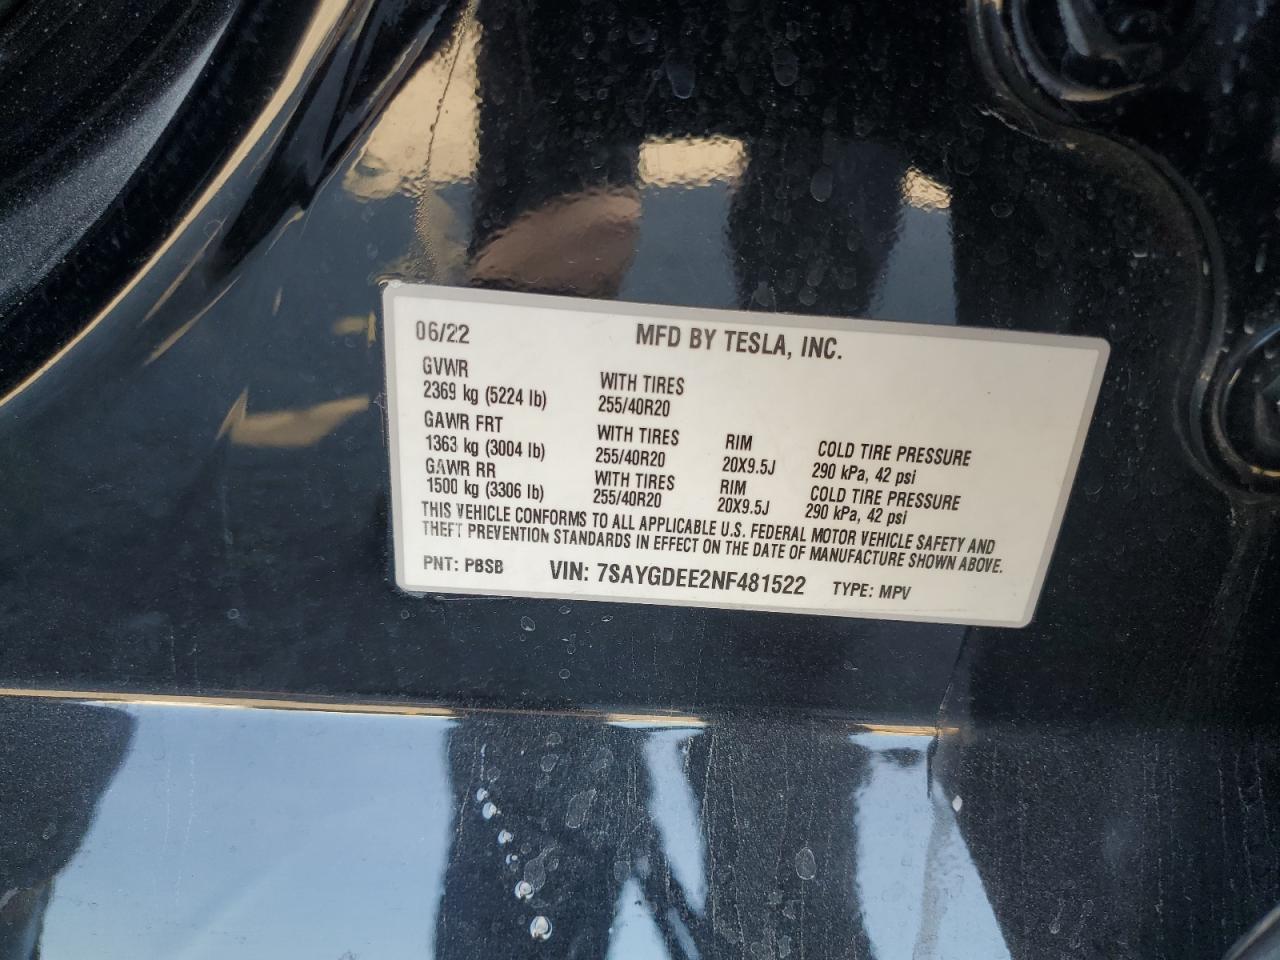 06/22 MFD BY TESLA, INC.
GVWR
2369 kg (5224 lb) WITH TIRES 255/40R20
GAWR FRT
1363 kg (3004 lb) WITH TIRES 255/40R20 RIM 20X9.5J COLD TIRE PRESSURE 290 kPa, 42 psi
GAWR RR
1500 kg (3306 lb) WITH TIRES 255/40R20 RIM 20X9.5J COLD TIRE PRESSURE 290 kPa, 42 psi
THIS VEHICLE CONFORMS TO ALL APPLICABLE U.S. FEDERAL MOTOR VEHICLE SAFETY AND
THEFT PREVENTION STANDARDS IN EFFECT ON THE DATE OF MANUFACTURE SHOWN ABOVE.
PNT: PBSB VIN: 7SAYGDEE2NF481522 TYPE: MPV